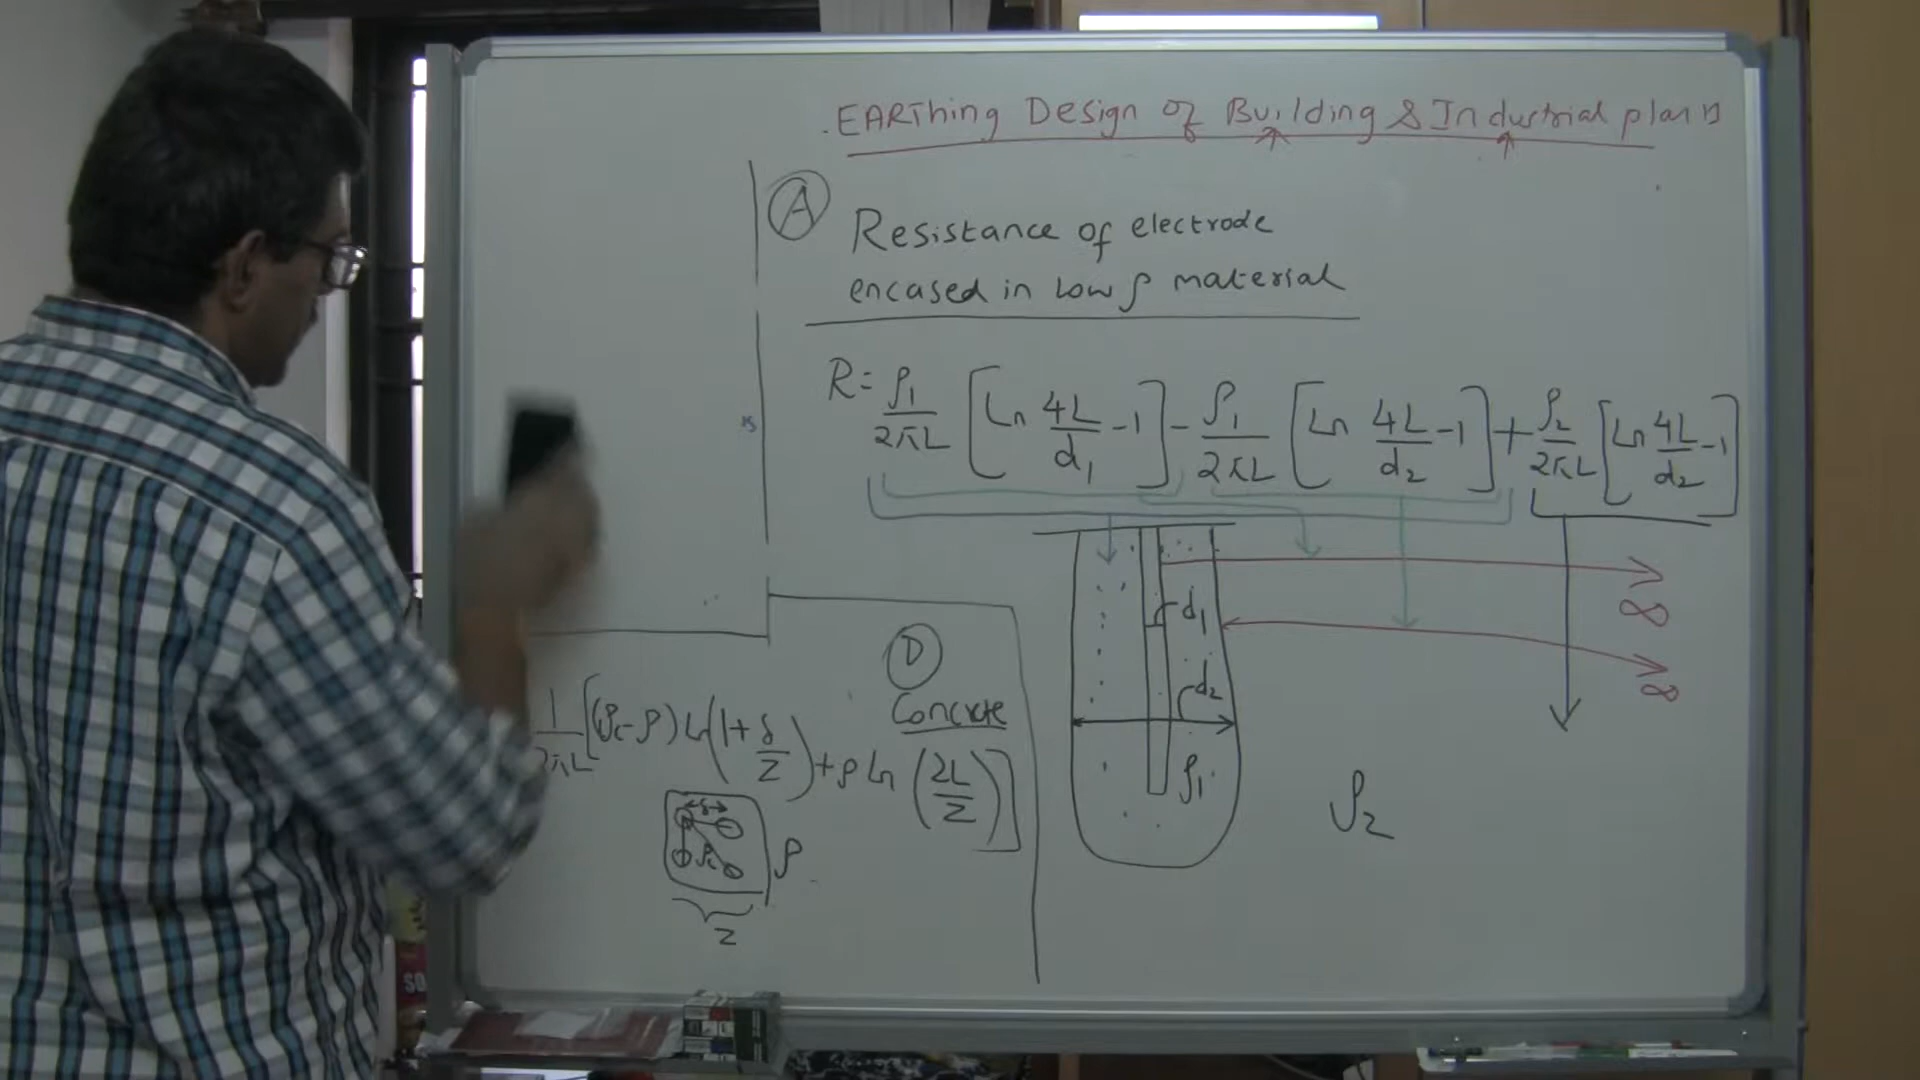 EARThing Design of Building & Industrial plants
A
Resistance of electrode
encased in Low ρ material
R = ρ1/2πL [Ln 4L/d1 -1] - ρ1/2πL [Ln 4L/d2 -1] + ρ2/2πL [Ln 4L/d2 -1]
∞
∞
d1
d2
ρ1
ρ2
D
Concrete
1/2πL [(ρc-ρ) Ln (1+δ/Z) + ρ Ln (2L/Z)]
δ
ρc
ρ
Z